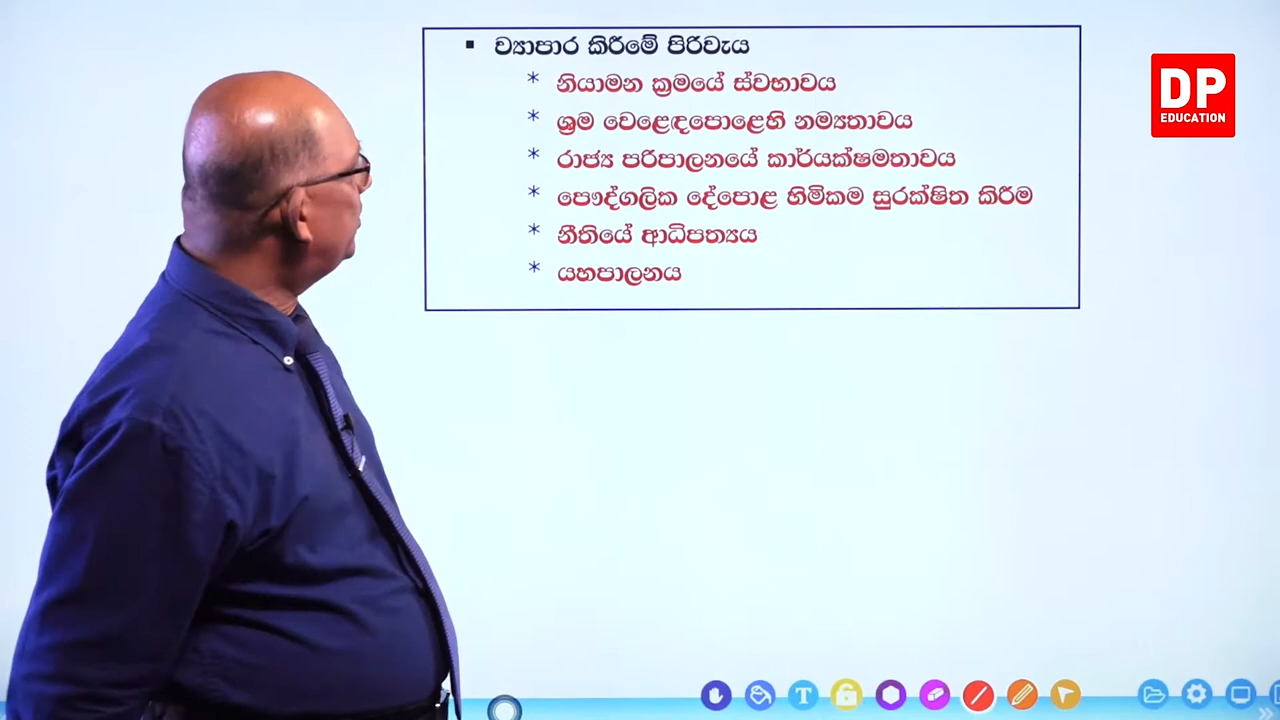 ▪ ව්‍යාපාර කිරීමේ පිරිවැය
* නියාමන ක්‍රමයේ ස්වභාවය
* ශ්‍රම වෙළෙඳපොළෙහි නම්‍යතාවය
* රාජ්‍ය පරිපාලනයේ කාර්යක්ෂමතාවය
* පෞද්ගලික දේපොළ හිමිකම සුරක්ෂිත කිරීම
* නීතියේ ආධිපත්‍යය
* යහපාලනය
DP
EDUCATION